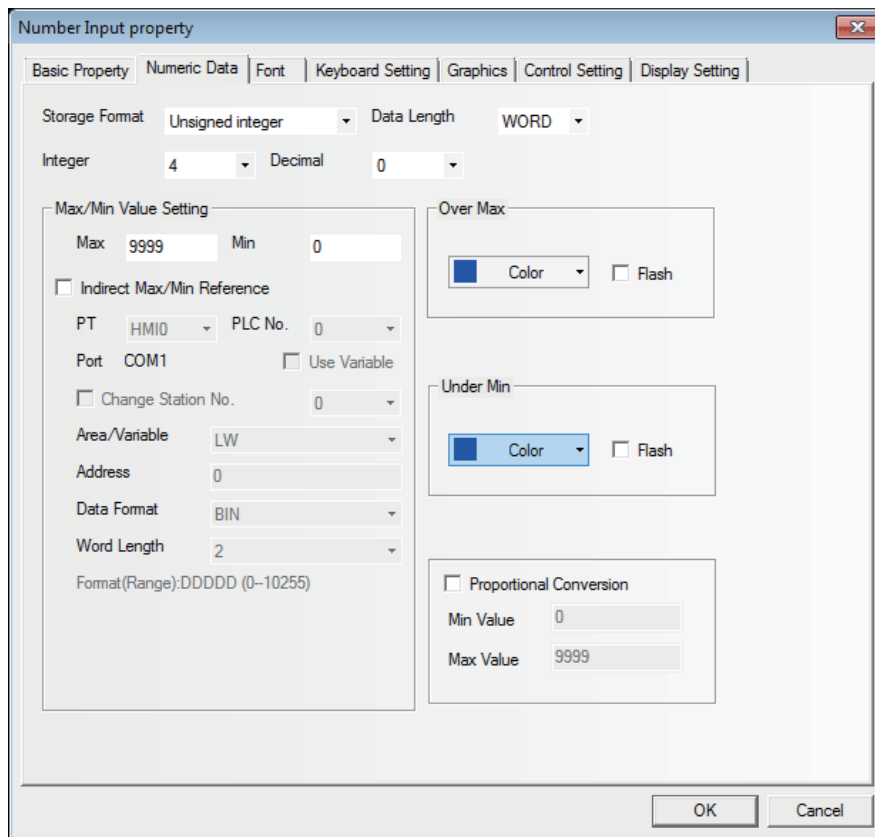 Number Input property
Basic Property Numeric Data Font Keyboard Setting Graphics Control Setting Display Setting
Storage Format Unsigned integer Data Length WORD
Integer 4 Decimal 0
Max/Min Value Setting
Max 9999 Min 0
Indirect Max/Min Reference
PT HMI0 PLC No. 0
Port COM1 Use Variable
Change Station No. 0
Area/Variable LW
Address 0
Data Format BIN
Word Length 2
Format(Range):DDDDD (0--10255)
Over Max
Color Flash
Under Min
Color Flash
Proportional Conversion
Min Value 0
Max Value 9999
OK Cancel